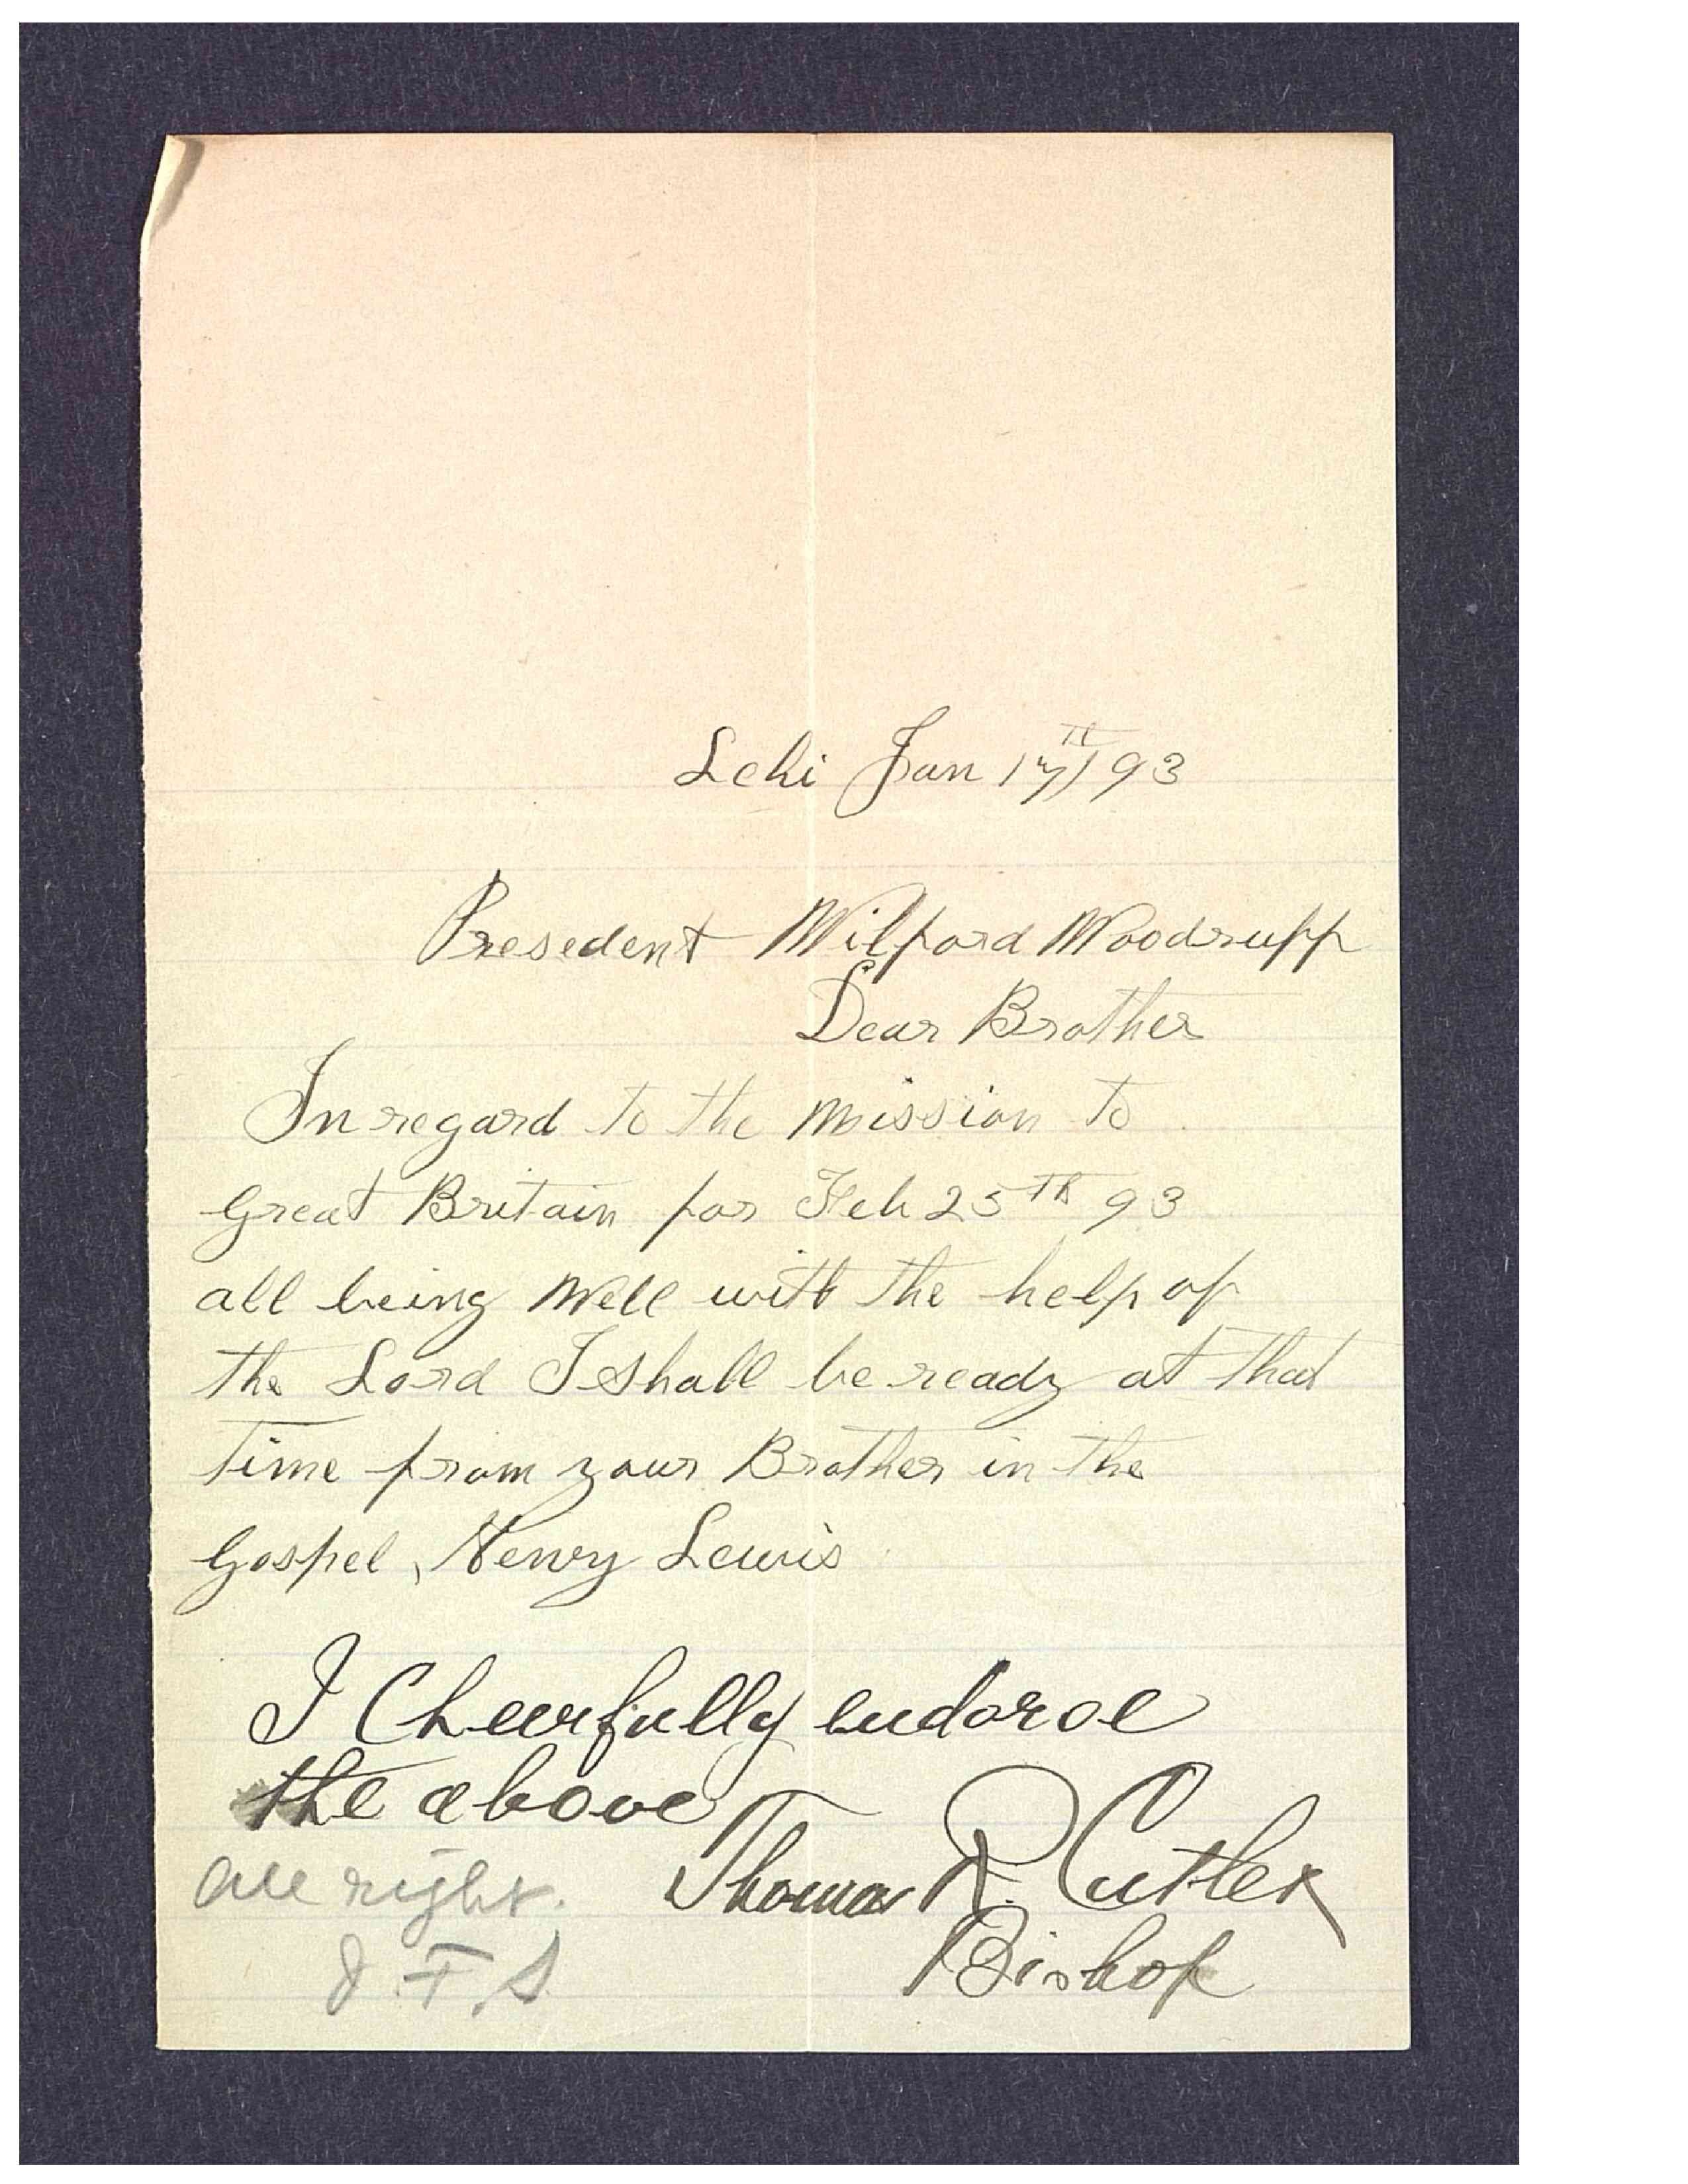 Lehi Jan 17th 93
Presedent Wilford Woodruff
Dear Brother
In regard to the Mission to
Great Britain for Feb 25th 93
all being Well with the help of
the Lord I Shall be ready at that
time from your Brother in the
Gospel, Henry Lewis
I Cheerfully endorse
the above
Thomas R. Cutler
Bishop
All right.
J. F. S.